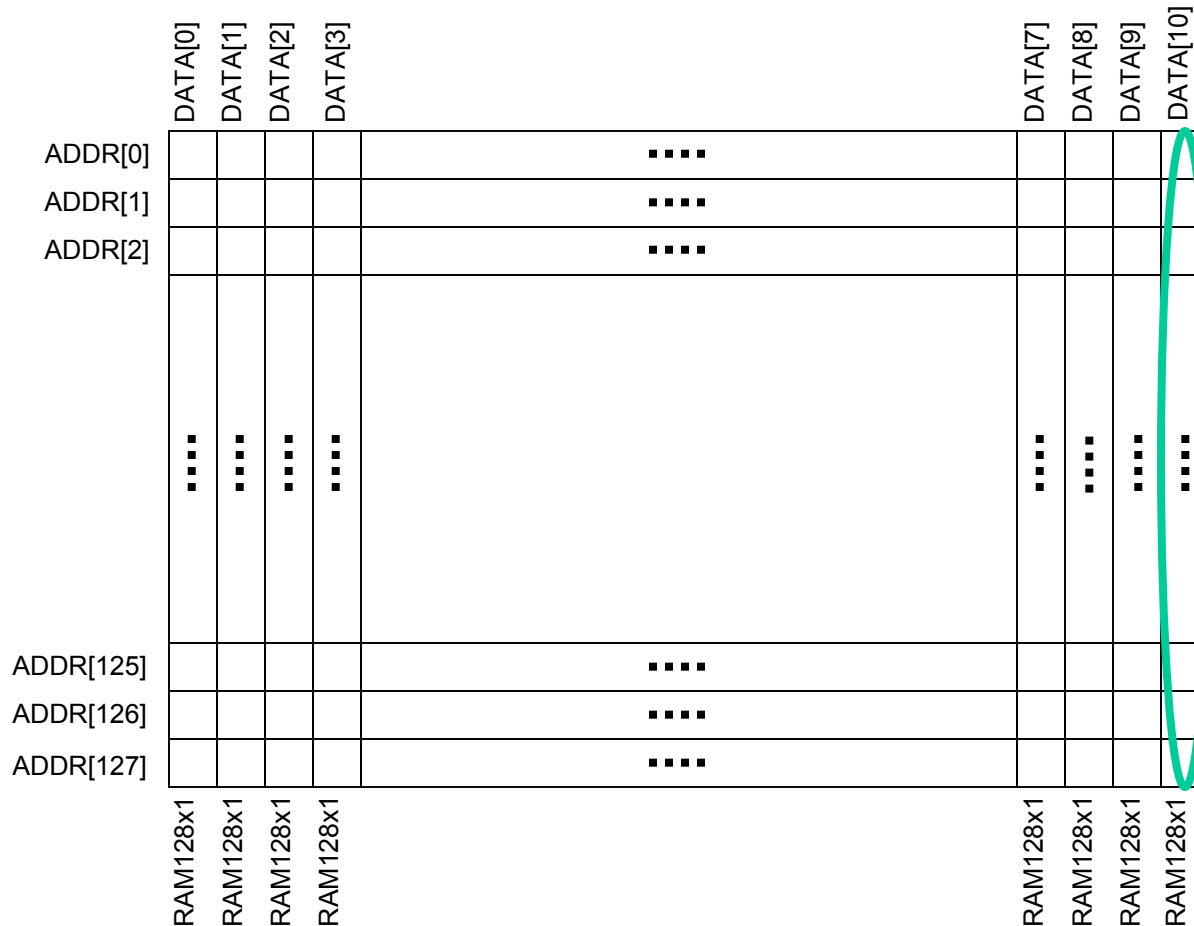 DATA[0]
DATA[1]
DATA[2]
DATA[3]
DATA[7]
DATA[8]
DATA[9]
DATA[10]
ADDR[0]
ADDR[1]
ADDR[2]
ADDR[125]
ADDR[126]
ADDR[127]
RAM128x1
RAM128x1
RAM128x1
RAM128x1
RAM128x1
RAM128x1
RAM128x1
RAM128x1